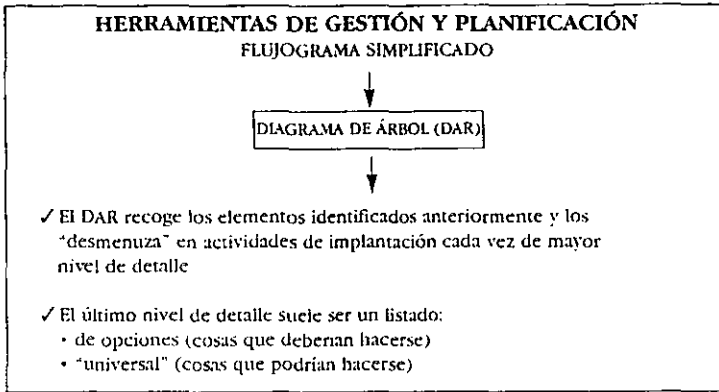 HERRAMIENTAS DE GESTIÓN Y PLANIFICACIÓN
FLUJOGRAMA SIMPLIFICADO
DIAGRAMA DE ÁRBOL (DAR)
✓ El DAR recoge los elementos identificados anteriormente y los
"desmenuza" en actividades de implantación cada vez de mayor
nivel de detalle
✓ El último nivel de detalle suele ser un listado:
• de opciones (cosas que deberían hacerse)
• "universal" (cosas que podrían hacerse)